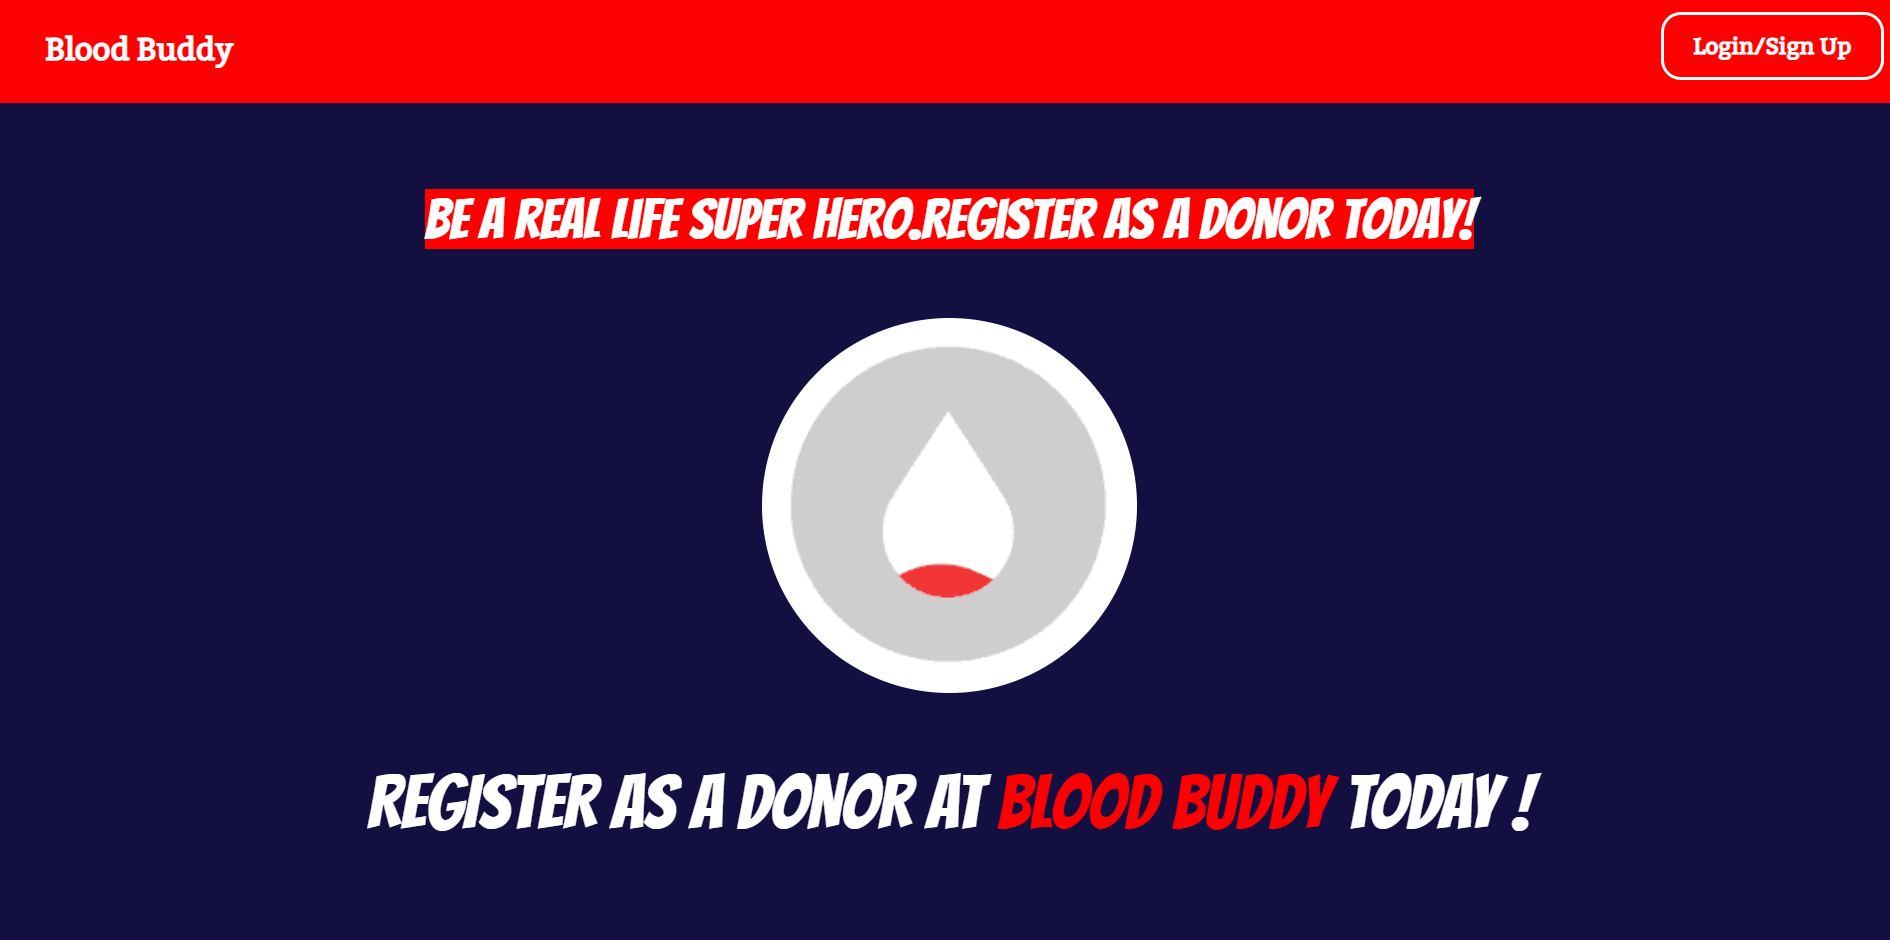 Blood Buddy
Login/Sign Up
BE A REAL LIFE SUPER HERO.REGISTER AS A DONOR TODAY!
REGISTER AS A DONOR AT BLOOD BUDDY TODAY !